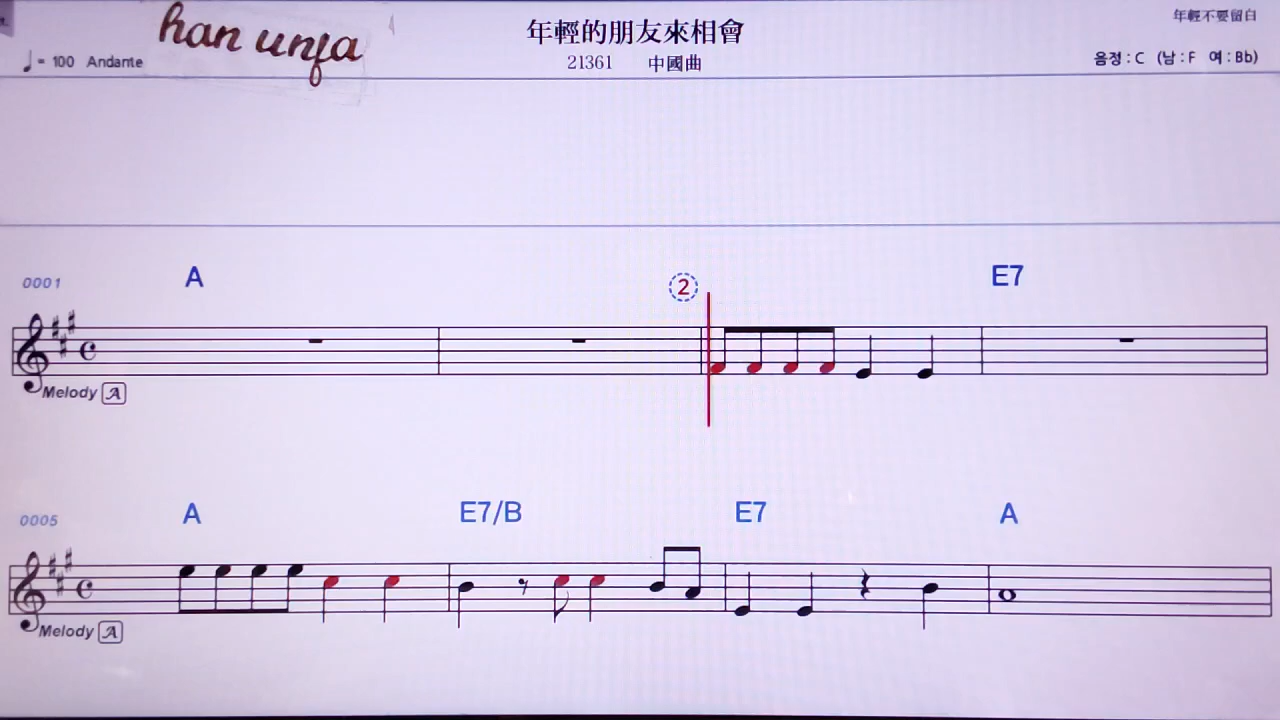 han unja
年輕的朋友來相會
年輕不要留白
♩= 100 Andante
21361 中國曲
음정 : C (남 : F 여 : Bb)
0001 A ② E7
Melody A
0005 A E7/B E7 A
Melody A